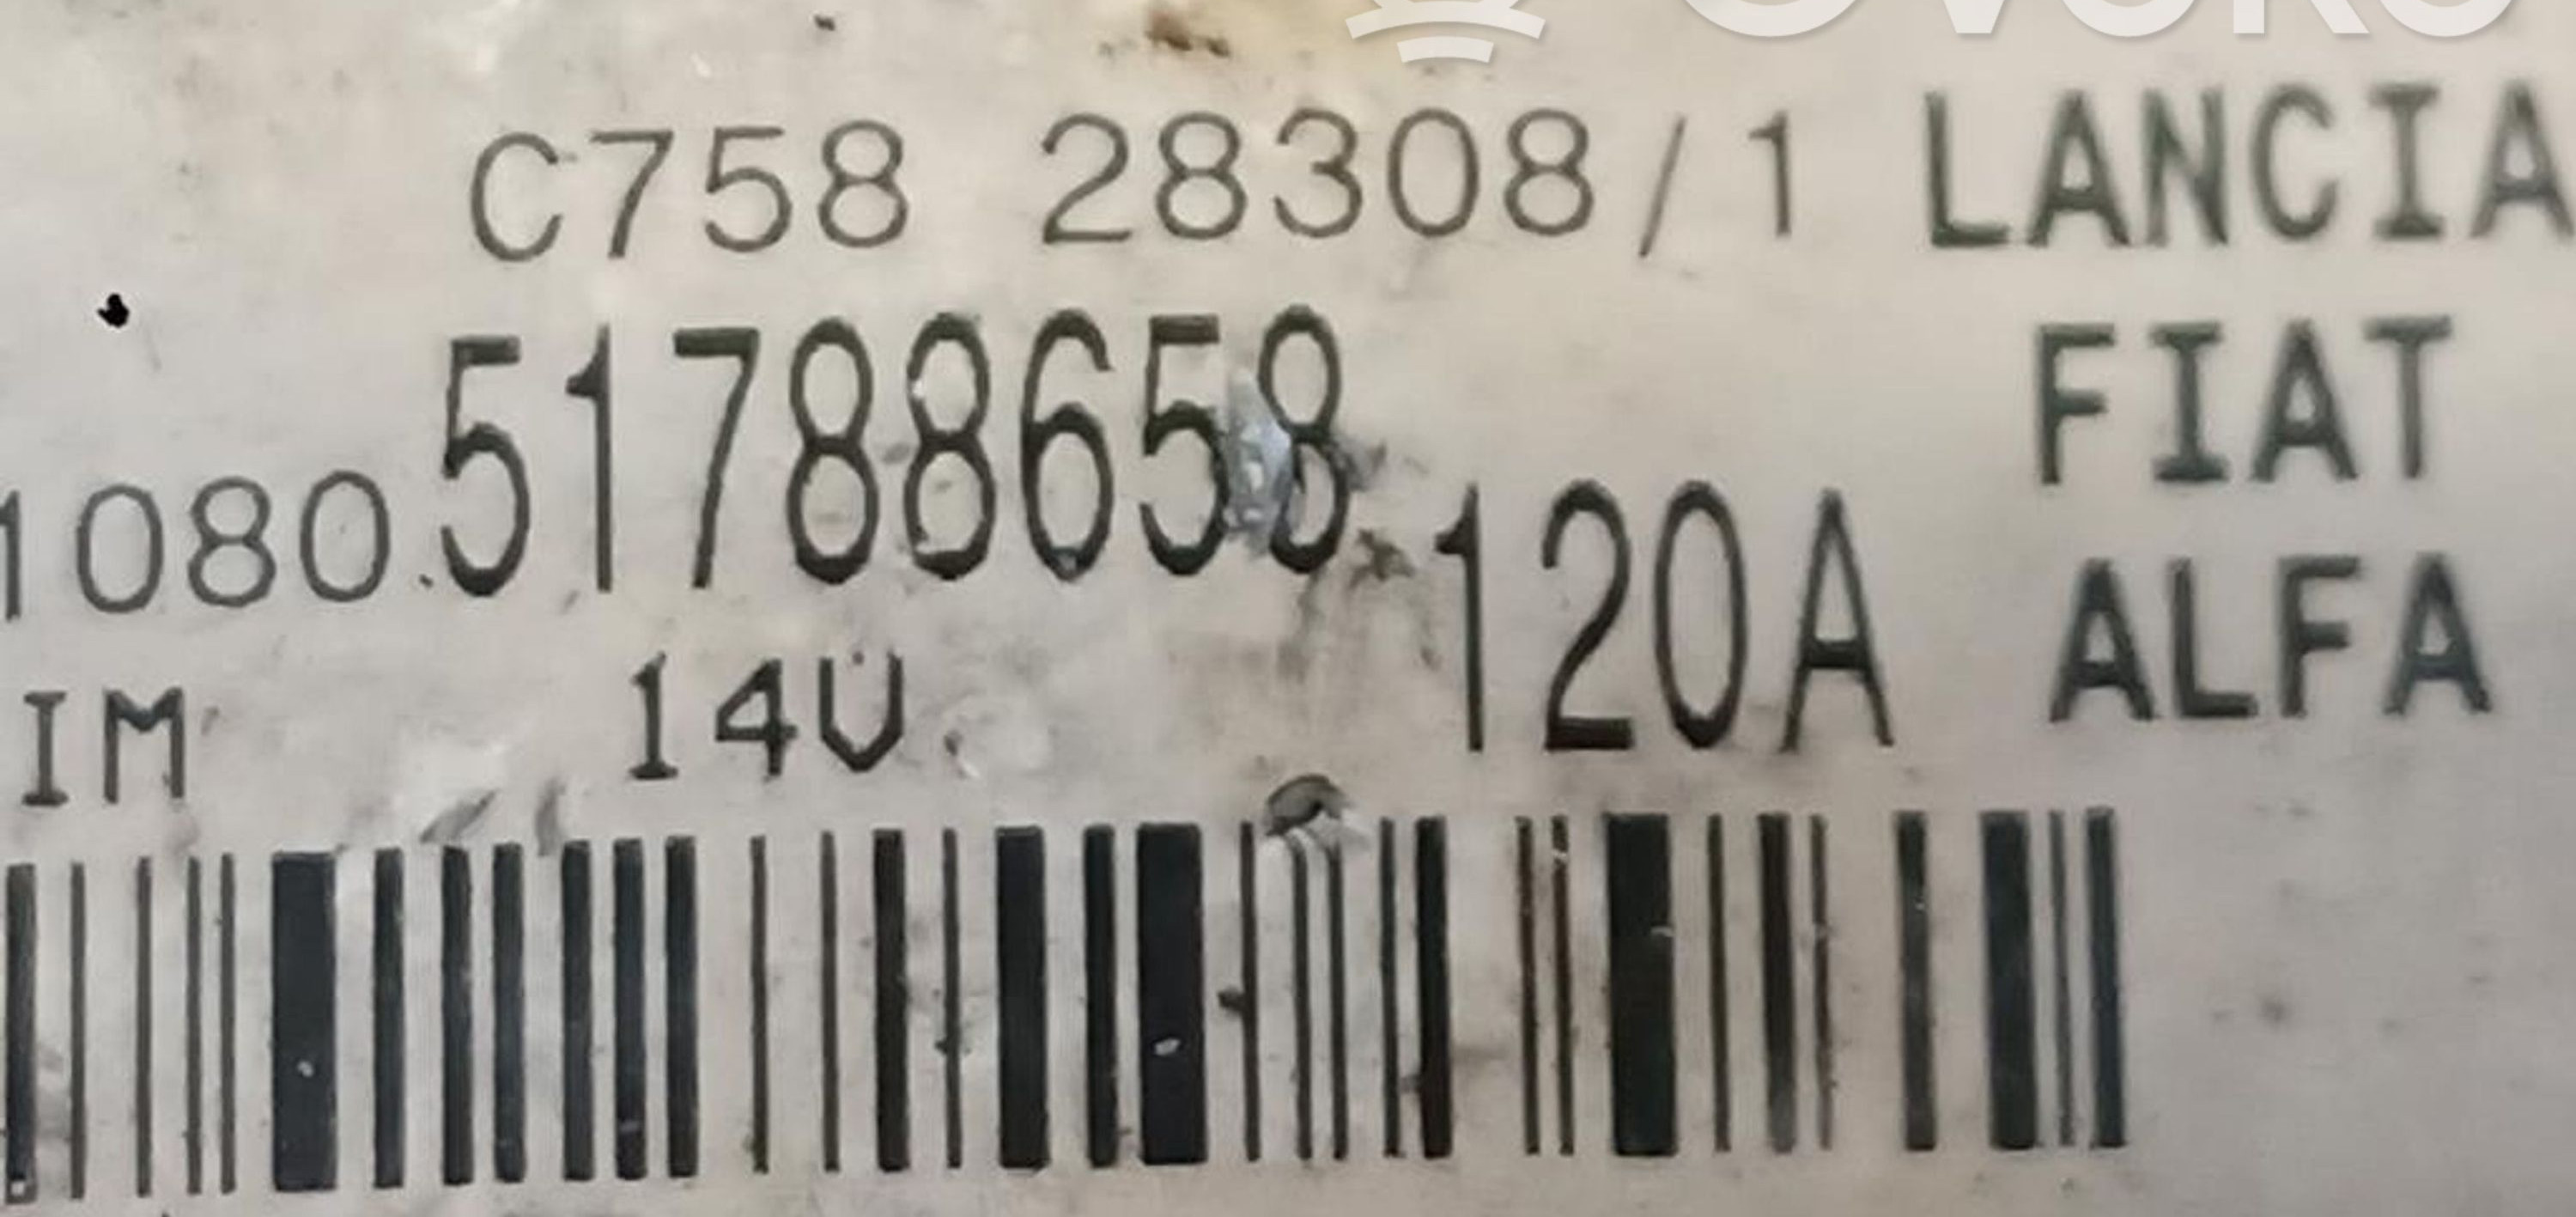 C758 28308/1 LANCIA
FIAT
1080 51788658
120A
ALFA
IM 14V